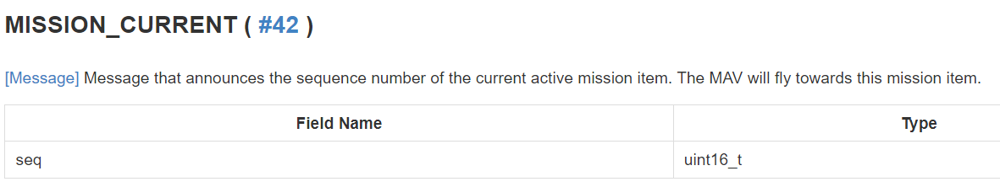 MISSION_CURRENT ( #42 )
[Message] Message that announces the sequence number of the current active mission item. The MAV will fly towards this mission item.
Field Name Type
seq uint16_t